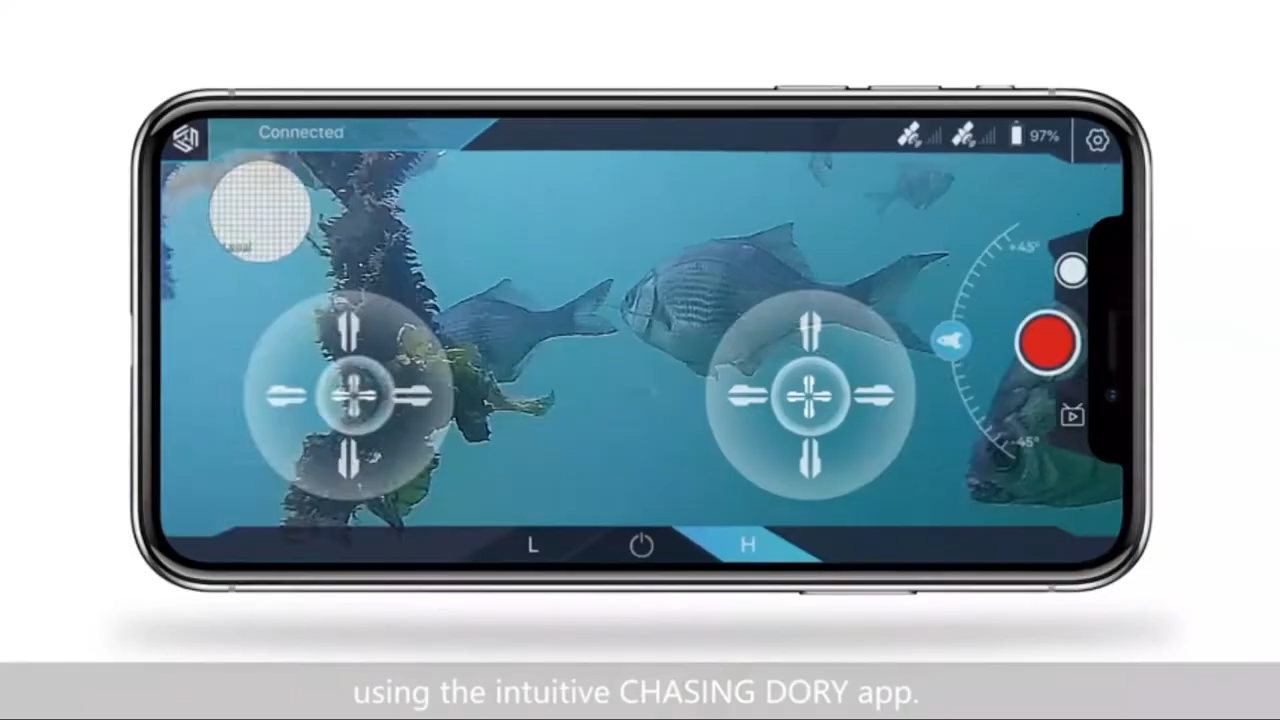 Connected
97%
+45°
-45°
L
H
using the intuitive CHASING DORY app.